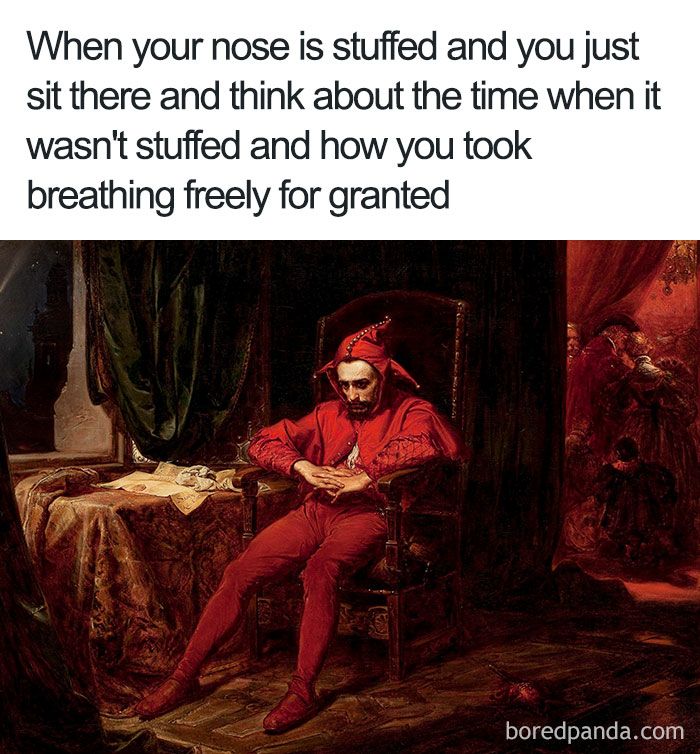 When your nose is stuffed and you just
sit there and think about the time when it
wasn't stuffed and how you took
breathing freely for granted
boredpanda.com